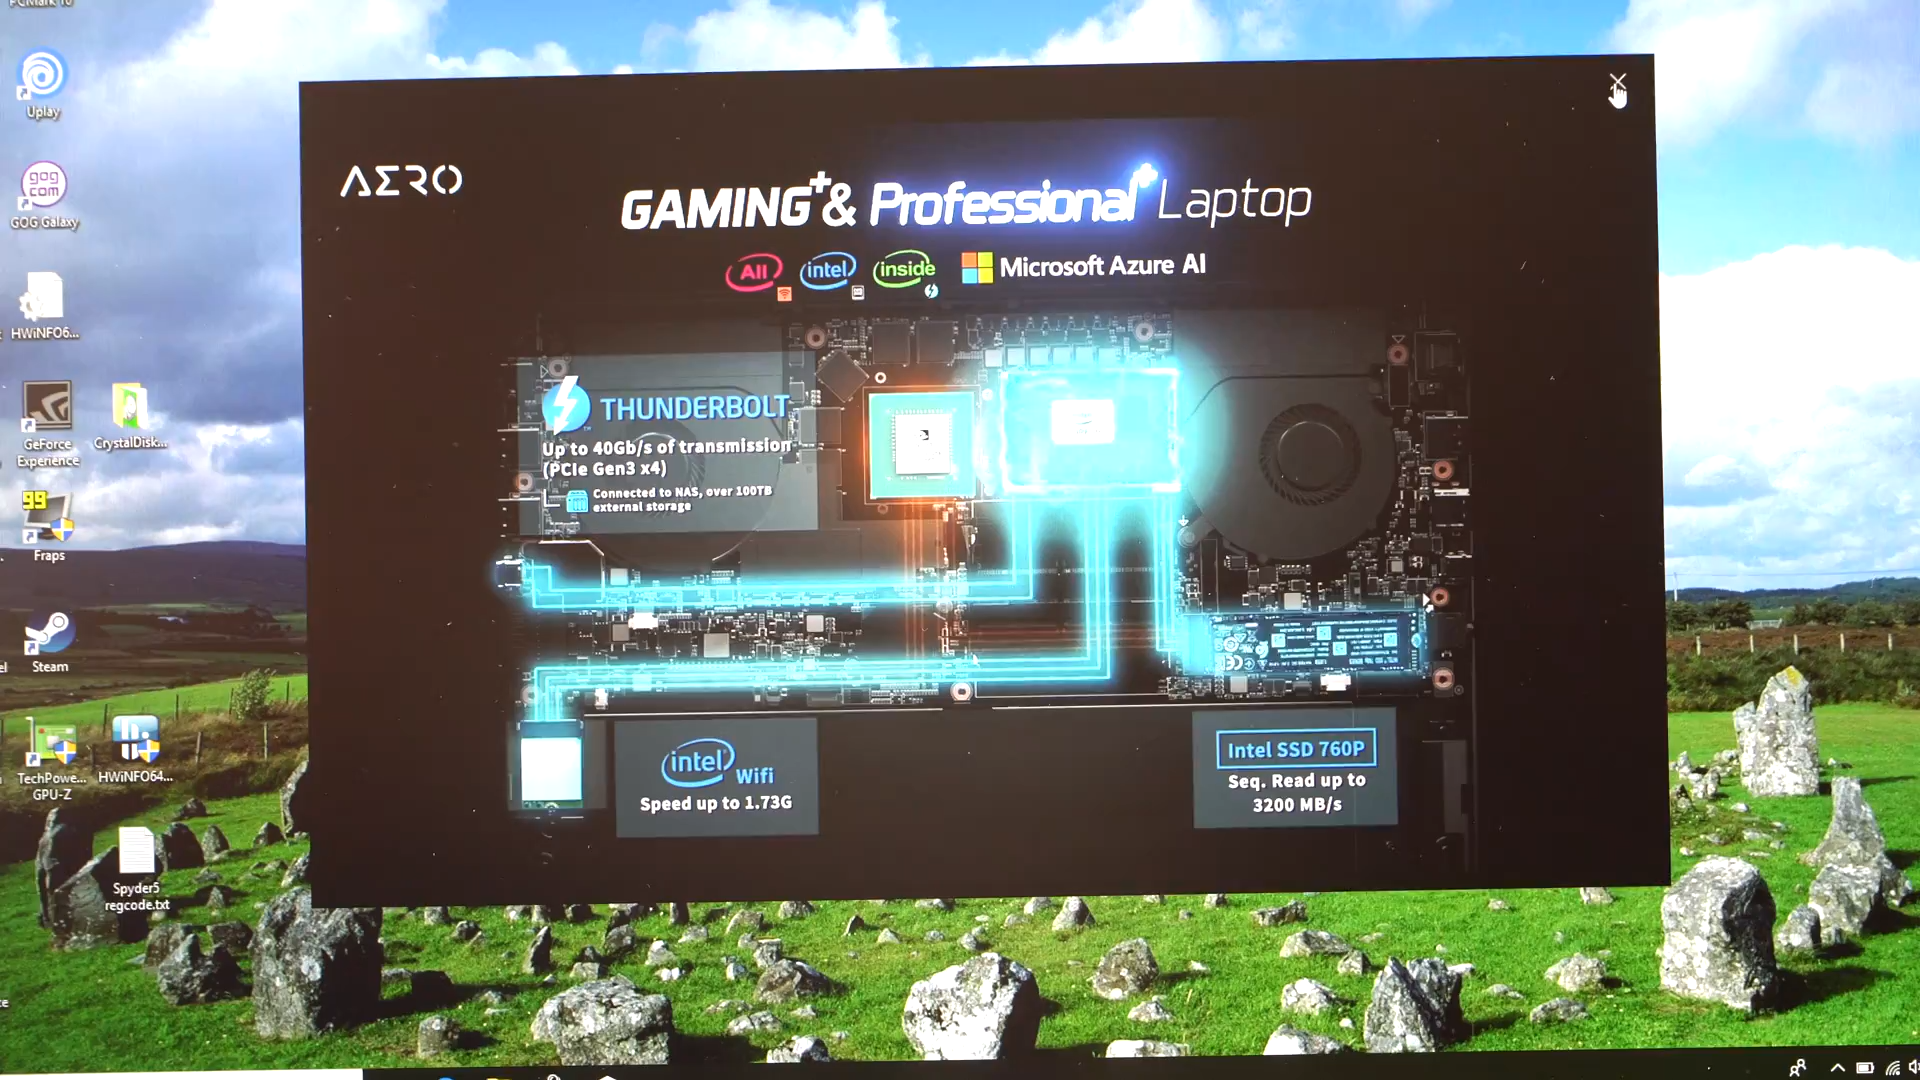 PCMark 10
Uplay
GOG Galaxy
HWiNFO6...
GeForce
Experience
CrystalDisk...
99
Fraps
Steam
TechPowe...
GPU-Z
HWiNFO64...
Spyder5
regcode.txt
AERO
GAMING+ & Professional+ Laptop
All intel inside Microsoft Azure AI
THUNDERBOLT
Up to 40Gb/s of transmission
(PCIe Gen3 x4)
Connected to NAS, over 100TB
external storage
intel Wifi
Speed up to 1.73G
Intel SSD 760P
Seq. Read up to
3200 MB/s